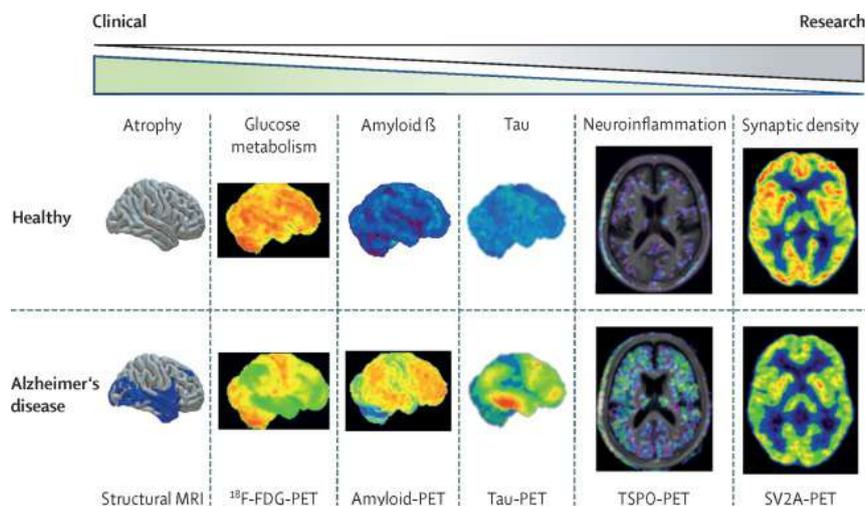 Clinical Research
Atrophy Glucose metabolism Amyloid ß Tau Neuroinflammation Synaptic density
Healthy
Alzheimer's disease
Structural MRI ¹⁸F-FDG-PET Amyloid-PET Tau-PET TSPO-PET SV2A-PET